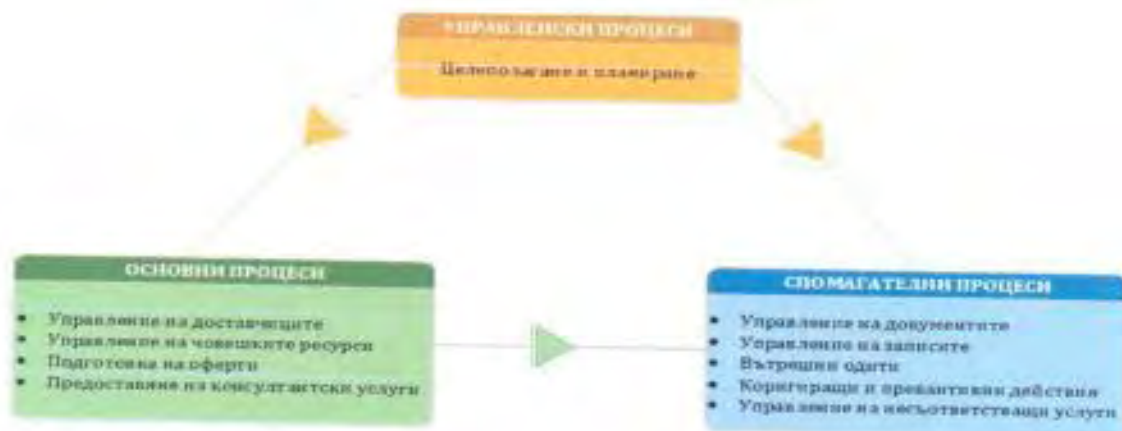 УПРАВЛЕНСКИ ПРОЦЕСИ
Целеполагане и планиране
ОСНОВНИ ПРОЦЕСИ
• Управление на доставчиците
• Управление на човешките ресурси
• Подготовка на оферти
• Предоставяне на консултантски услуги
СПОМАГАТЕЛНИ ПРОЦЕСИ
• Управление на документите
• Управление на записите
• Вътрешни одити
• Коригиращи и превантивни действия
• Управление на несъответстващи услуги